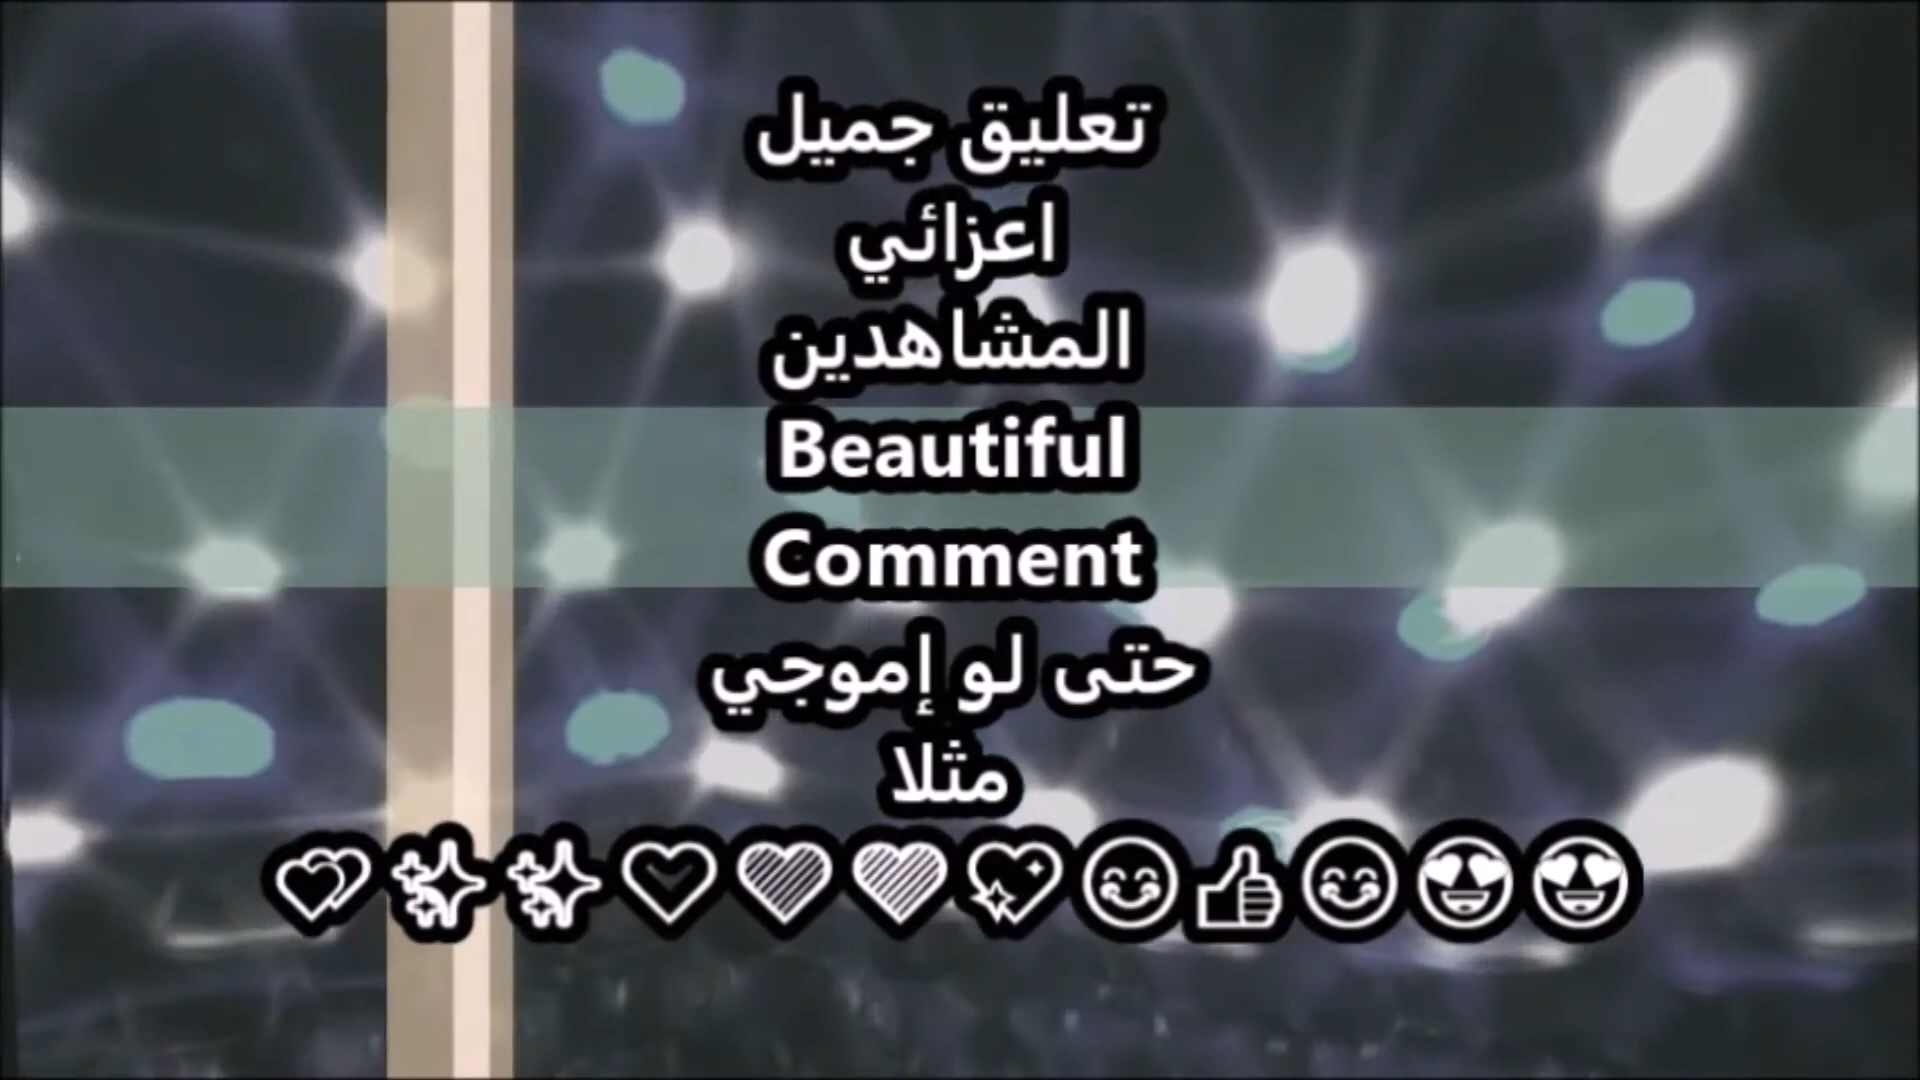 تعليق جميل
اعزائي
المشاهدين
Beautiful
Comment
حتى لو إموجي
مثلا
💕✨✨🤍💜💜💖😊👍😊😍😍